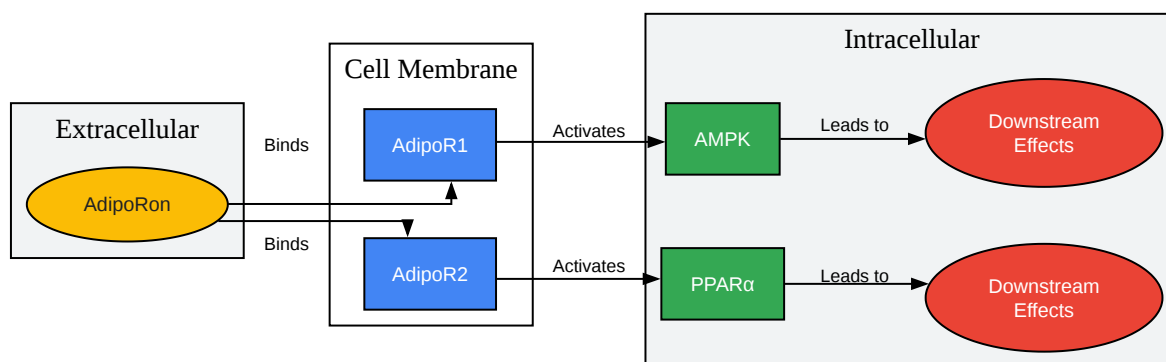 Extracellular
AdipoRon
Binds
Binds
Cell Membrane
AdipoR1
AdipoR2
Activates
Activates
Intracellular
AMPK
Leads to
Downstream
Effects
PPARα
Leads to
Downstream
Effects